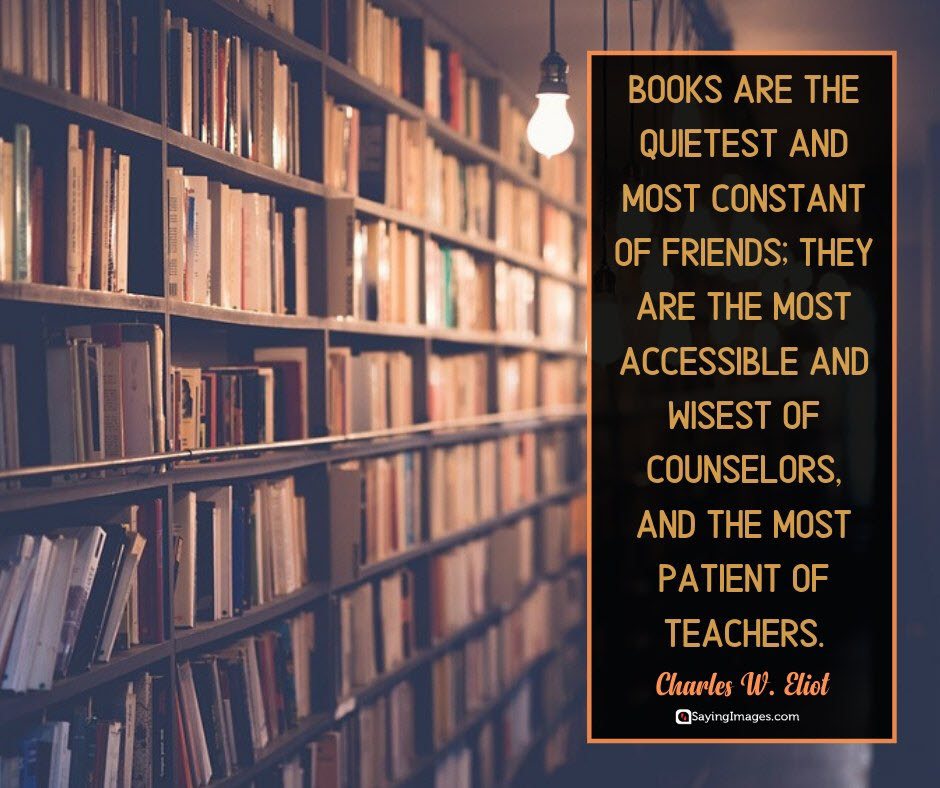 BOOKS ARE THE
QUIETEST AND
MOST CONSTANT
OF FRIENDS; THEY
ARE THE MOST
ACCESSIBLE AND
WISEST OF
COUNSELORS,
AND THE MOST
PATIENT OF
TEACHERS.
Charles W. Eliot
SayingImages.com